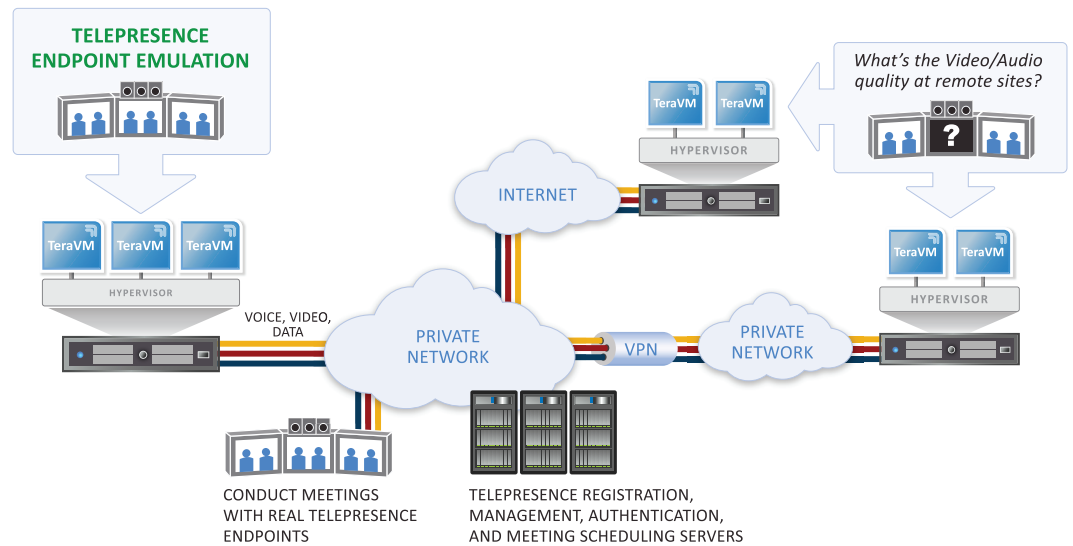 TELEPRESENCE
ENDPOINT EMULATION
What's the Video/Audio
quality at remote sites?
?
TeraVM
TeraVM
HYPERVISOR
INTERNET
TeraVM
TeraVM
TeraVM
HYPERVISOR
TeraVM
TeraVM
HYPERVISOR
VOICE, VIDEO,
DATA
PRIVATE
NETWORK
VPN
PRIVATE
NETWORK
CONDUCT MEETINGS
WITH REAL TELEPRESENCE
ENDPOINTS
TELEPRESENCE REGISTRATION,
MANAGEMENT, AUTHENTICATION,
AND MEETING SCHEDULING SERVERS